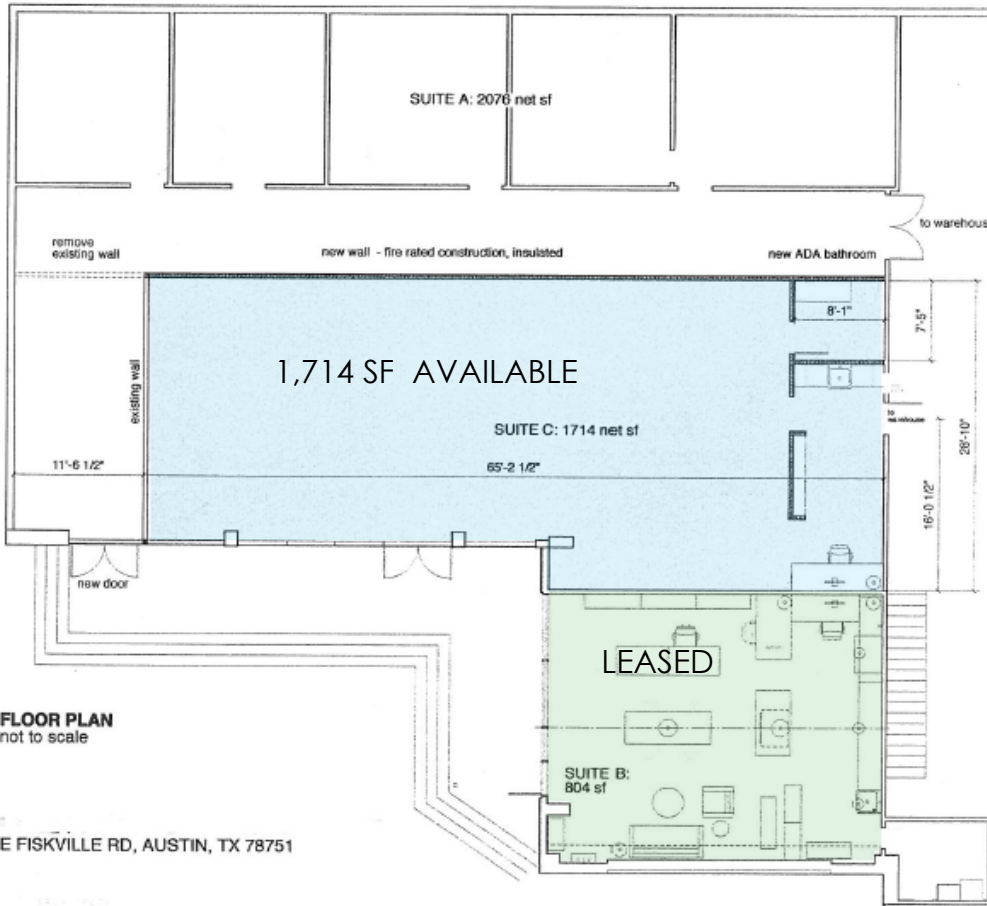 SUITE A: 2076 net sf
to warehous
remove
existing wall
new wall - fire rated construction, insulated
new ADA bathroom
8'-1"
7'-5"
existing wall
1,714 SF AVAILABLE
SUITE C: 1714 net sf
to
warehouse
28'-10"
11'-6 1/2"
65'-2 1/2"
16'-0 1/2"
new door
LEASED
FLOOR PLAN
not to scale
SUITE B:
804 sf
E FISKVILLE RD, AUSTIN, TX 78751